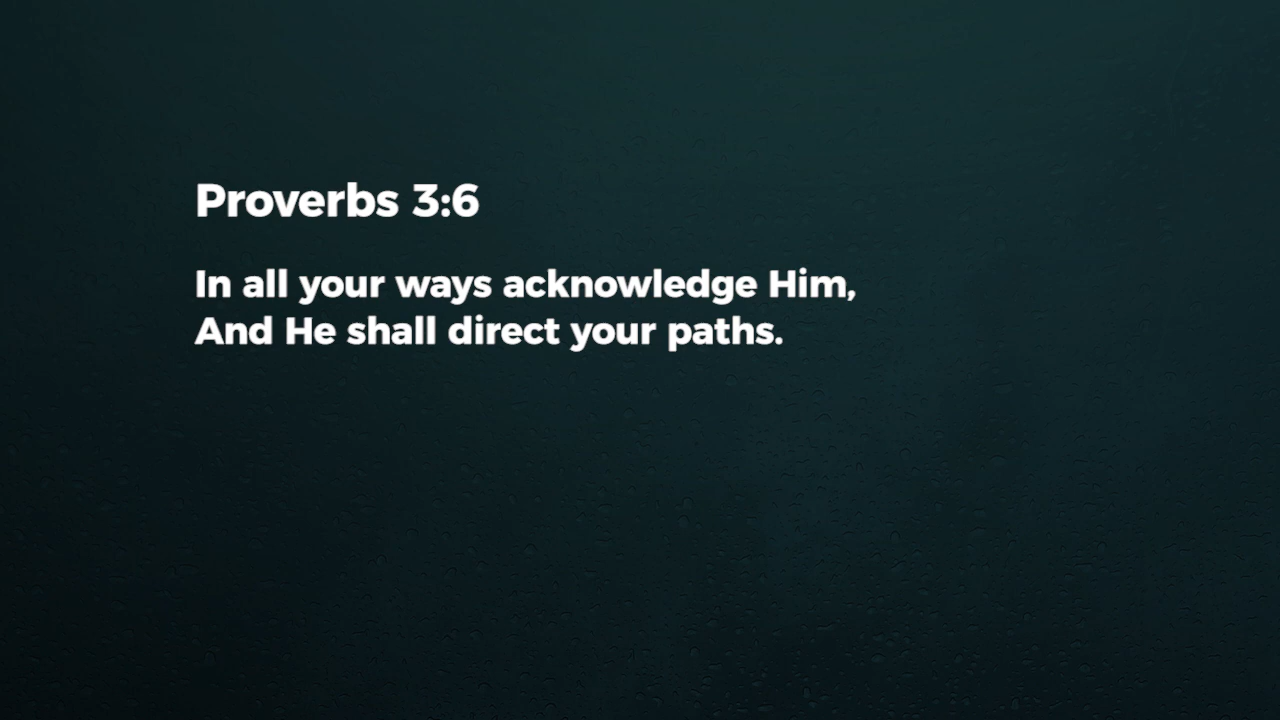 Proverbs 3:6
In all your ways acknowledge Him,
And He shall direct your paths.